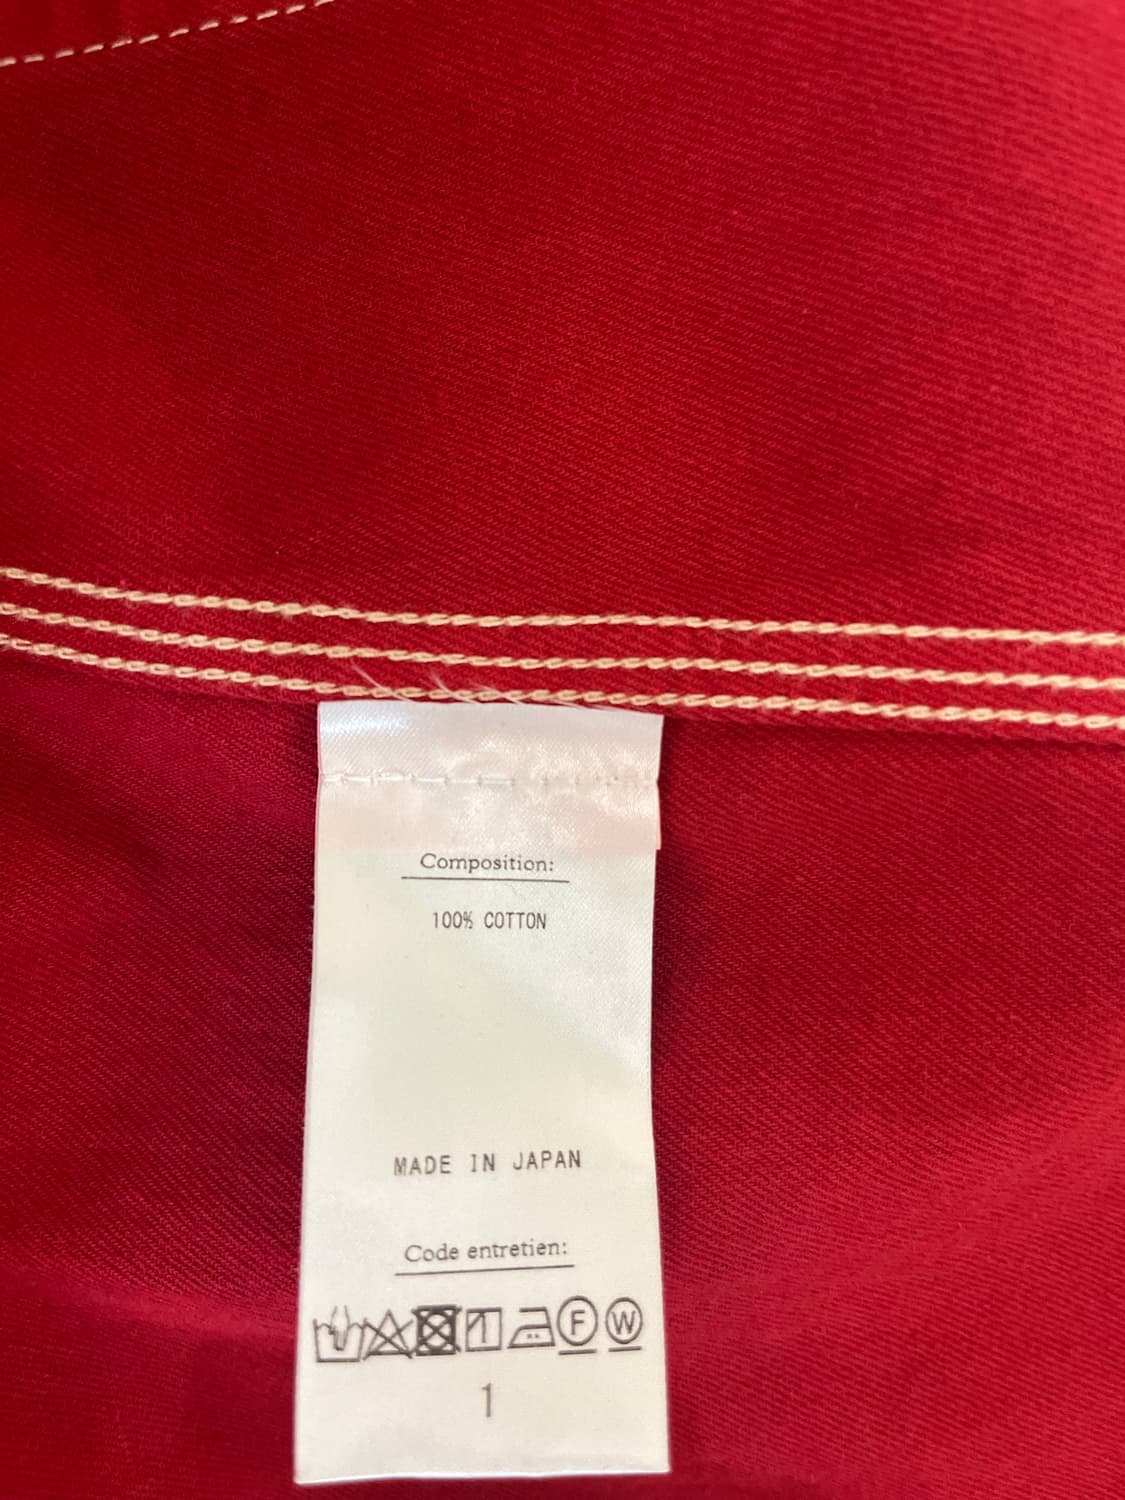 Composition:
100% COTTON
MADE IN JAPAN
Code entretien:
F W
1